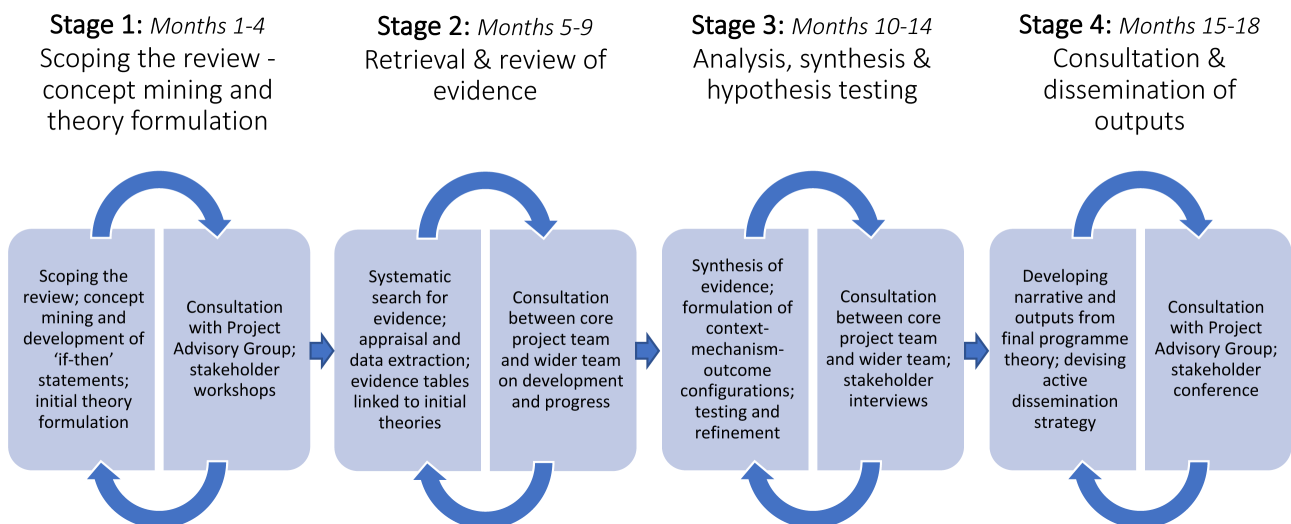 Stage 1: Months 1-4
Scoping the review -
concept mining and
theory formulation
Stage 2: Months 5-9
Retrieval & review of
evidence
Stage 3: Months 10-14
Analysis, synthesis &
hypothesis testing
Stage 4: Months 15-18
Consultation &
dissemination of
outputs
Scoping the
review; concept
mining and
development of
‘if-then’
statements;
initial theory
formulation
Consultation
with Project
Advisory Group;
stakeholder
workshops
Systematic
search for
evidence;
appraisal and
data extraction;
evidence tables
linked to initial
theories
Consultation
between core
project team
and wider team
on development
and progress
Synthesis of
evidence;
formulation of
context-
mechanism-
outcome
configurations;
testing and
refinement
Consultation
between core
project team
and wider team;
stakeholder
interviews
Developing
narrative and
outputs from
final programme
theory; devising
active
dissemination
strategy
Consultation
with Project
Advisory Group;
stakeholder
conference